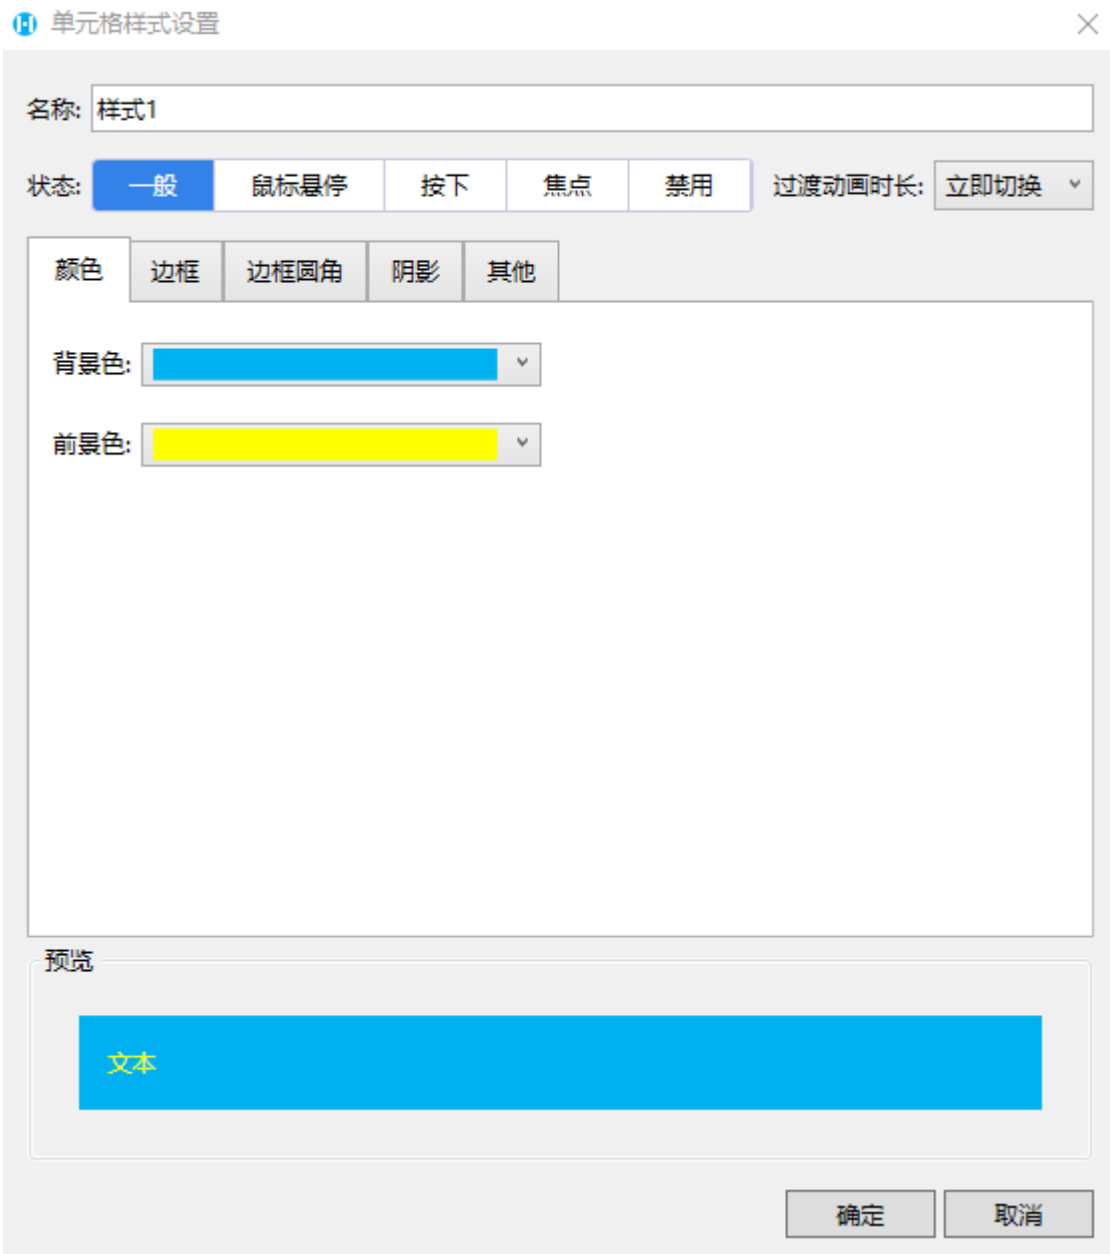 单元格样式设置
名称: 样式1
状态: 一般 鼠标悬停 按下 焦点 禁用 过渡动画时长: 立即切换
颜色 边框 边框圆角 阴影 其他
背景色:
前景色:
预览
文本
确定 取消